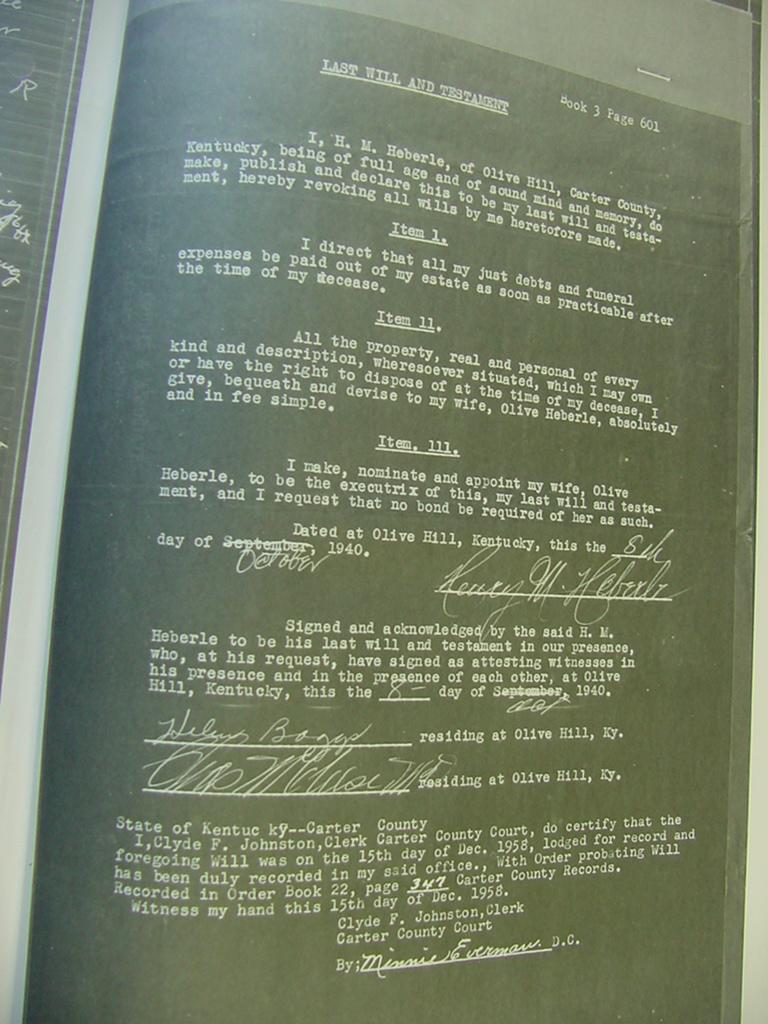 LAST WILL AND TESTAMENT
Book 3 Page 601
I, H. M. Heberle, of Olive Hill, Carter County,
Kentucky, being of full age and of sound mind and memory, do
make, publish and declare this to be my last will and testa-
ment, hereby revoking all wills by me heretofore made.
Item 1.
I direct that all my just debts and funeral
expenses be paid out of my estate as soon as practicable after
the time of my decease.
Item 11.
All the property, real and personal of every
kind and description, wheresoever situated, which I may own
or have the right to dispose of at the time of my decease, I
give, bequeath and devise to my wife, Olive Heberle, absolutely
and in fee simple.
Item. 111.
I make, nominate and appoint my wife, Olive
Heberle, to be the executrix of this, my last will and testa-
ment, and I request that no bond be required of her as such.
Dated at Olive Hill, Kentucky, this the 8th
day of September, 1940.
October
Henry M. Heberle
Signed and acknowledged by the said H. M.
Heberle to be his last will and testament in our presence,
who, at his request, have signed as attesting witnesses in
his presence and in the presence of each other, at Olive
Hill, Kentucky, this the 8- day of September, 1940.
Oct
Baggs residing at Olive Hill, Ky.
residing at Olive Hill, Ky.
State of Kentuc ky--Carter County
I,Clyde F. Johnston,Clerk Carter County Court, do certify that the
foregoing Will was on the 15th day of Dec. 1958, lodged for record and
has been duly recorded in my said office., With Order probating Will
Recorded in Order Book 22, page 347 Carter County Records.
Witness my hand this 15th day of Dec. 1958.
Clyde F. Johnston,Clerk
Carter County Court
By;Minnie Everman D.C.